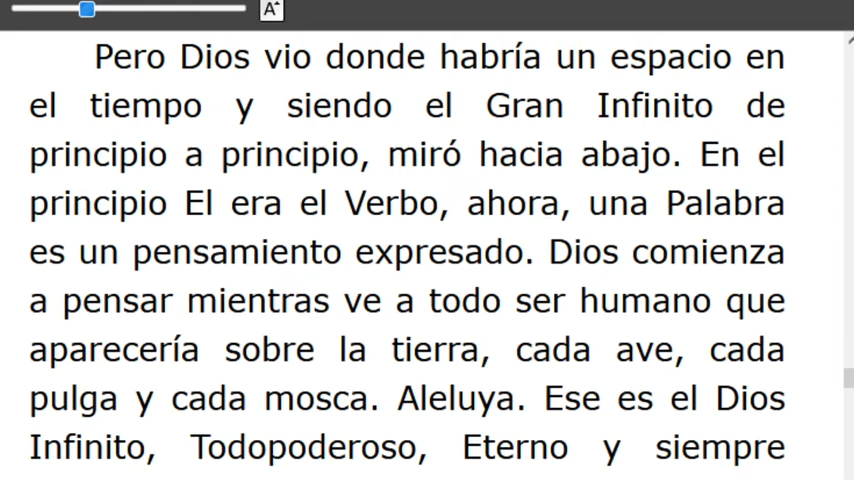 A
Pero Dios vio donde habría un espacio en
el tiempo y siendo el Gran Infinito de
principio a principio, miró hacia abajo. En el
principio El era el Verbo, ahora, una Palabra
es un pensamiento expresado. Dios comienza
a pensar mientras ve a todo ser humano que
aparecería sobre la tierra, cada ave, cada
pulga y cada mosca. Aleluya. Ese es el Dios
Infinito, Todopoderoso, Eterno y siempre